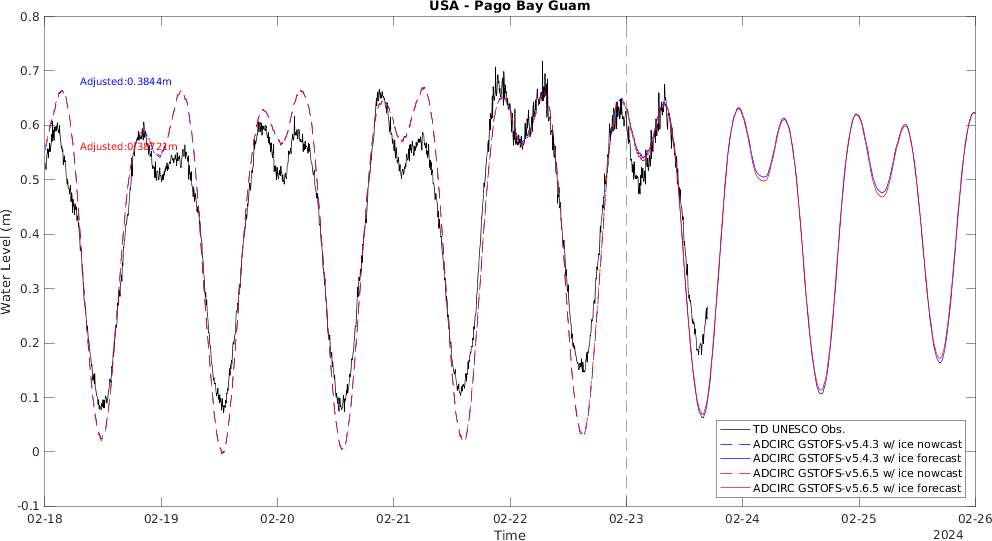 USA - Pago Bay Guam
0.8
0.7
0.6
0.5
0.4
0.3
0.2
0.1
0
-0.1
Water Level (m)
Adjusted:0.3844m
Adjusted:0.38721m
TD UNESCO Obs.
ADCIRC GSTOFS-v5.4.3 w/ ice nowcast
ADCIRC GSTOFS-v5.4.3 w/ ice forecast
ADCIRC GSTOFS-v5.6.5 w/ ice nowcast
ADCIRC GSTOFS-v5.6.5 w/ ice forecast
02-18 02-19 02-20 02-21 02-22 02-23 02-24 02-25 02-26
Time
2024